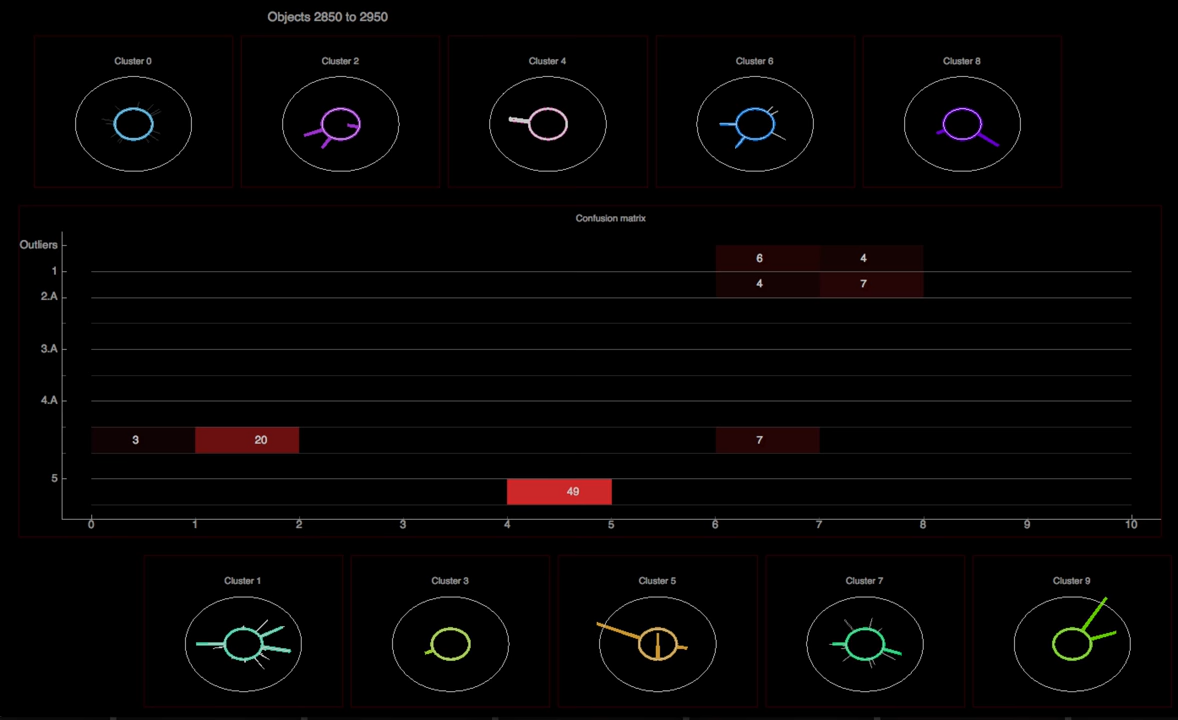 Objects 2850 to 2950
Cluster 0
Cluster 2
Cluster 4
Cluster 6
Cluster 8
Confusion matrix
Outliers
6 4
1
4 7
2.A
3.A
4.A
3 20 7
5
49
0 1 2 3 4 5 6 7 8 9 10
Cluster 1
Cluster 3
Cluster 5
Cluster 7
Cluster 9